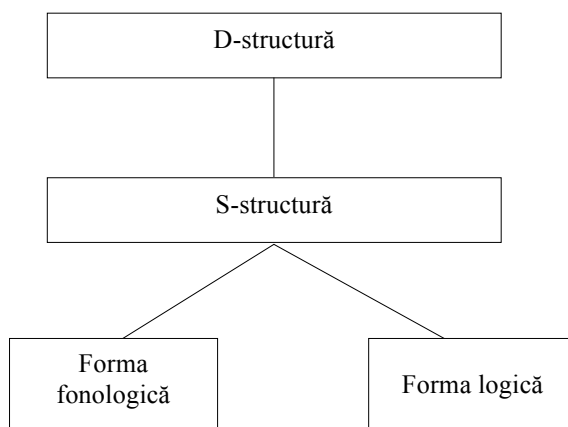 D-structură
S-structură
Forma
fonologică
Forma logică